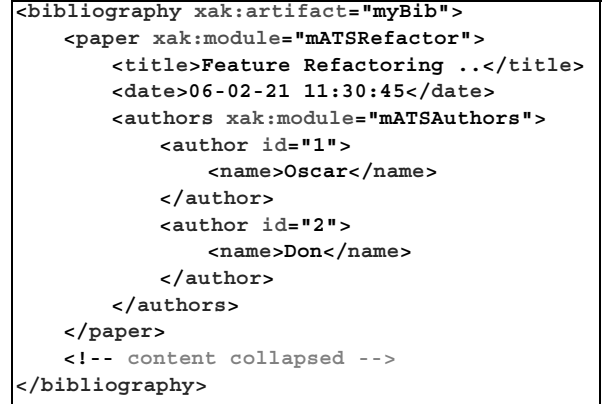 <bibliography xak:artifact="myBib">
    <paper xak:module="mATSRefactor">
        <title>Feature Refactoring ..</title>
        <date>06-02-21 11:30:45</date>
        <authors xak:module="mATSAuthors">
            <author id="1">
                <name>Oscar</name>
            </author>
            <author id="2">
                <name>Don</name>
            </author>
        </authors>
    </paper>
    <!-- content collapsed -->
</bibliography>